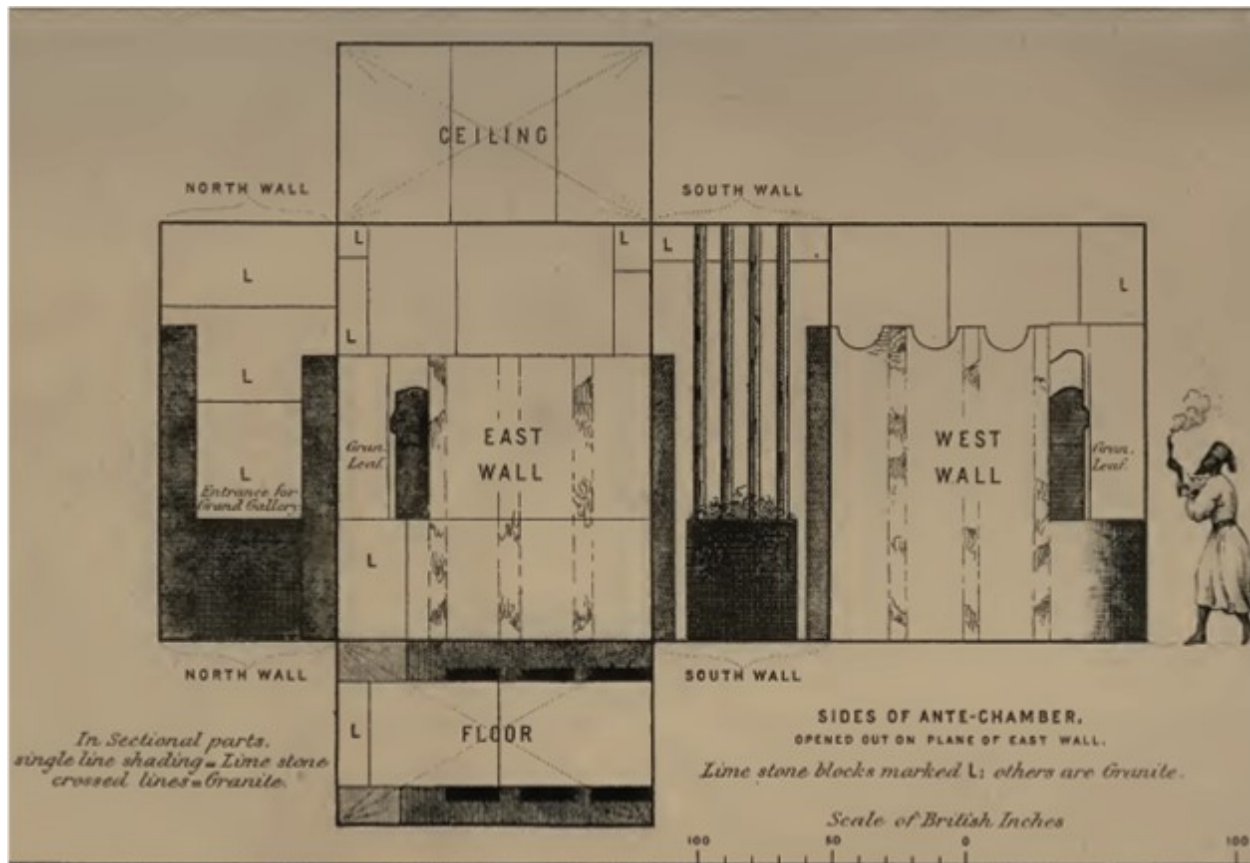 CEILING
NORTH WALL
SOUTH WALL
L
L
L
L
L
L
L
L
EAST
WALL
WEST
WALL
Gran.
Leaf.
Gran.
Leaf.
L
Entrance for
Grand Gallery
L
NORTH WALL
SOUTH WALL
L
FLOOR
In Sectional parts,
single line shading = Lime stone
crossed lines = Granite.
SIDES OF ANTE-CHAMBER,
OPENED OUT ON PLANE OF EAST WALL.
Lime stone blocks marked L; others are Granite.
Scale of British Inches
100 50 0 100